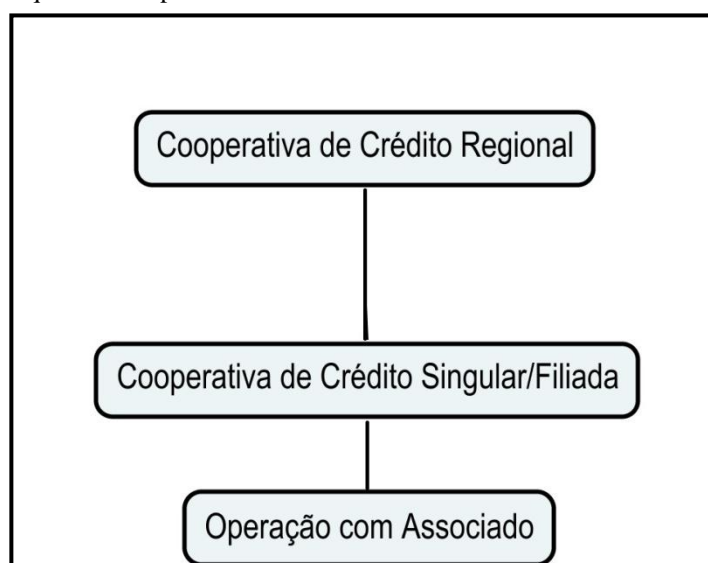 Cooperativa de Crédito Regional
Cooperativa de Crédito Singular/Filiada
Operação com Associado